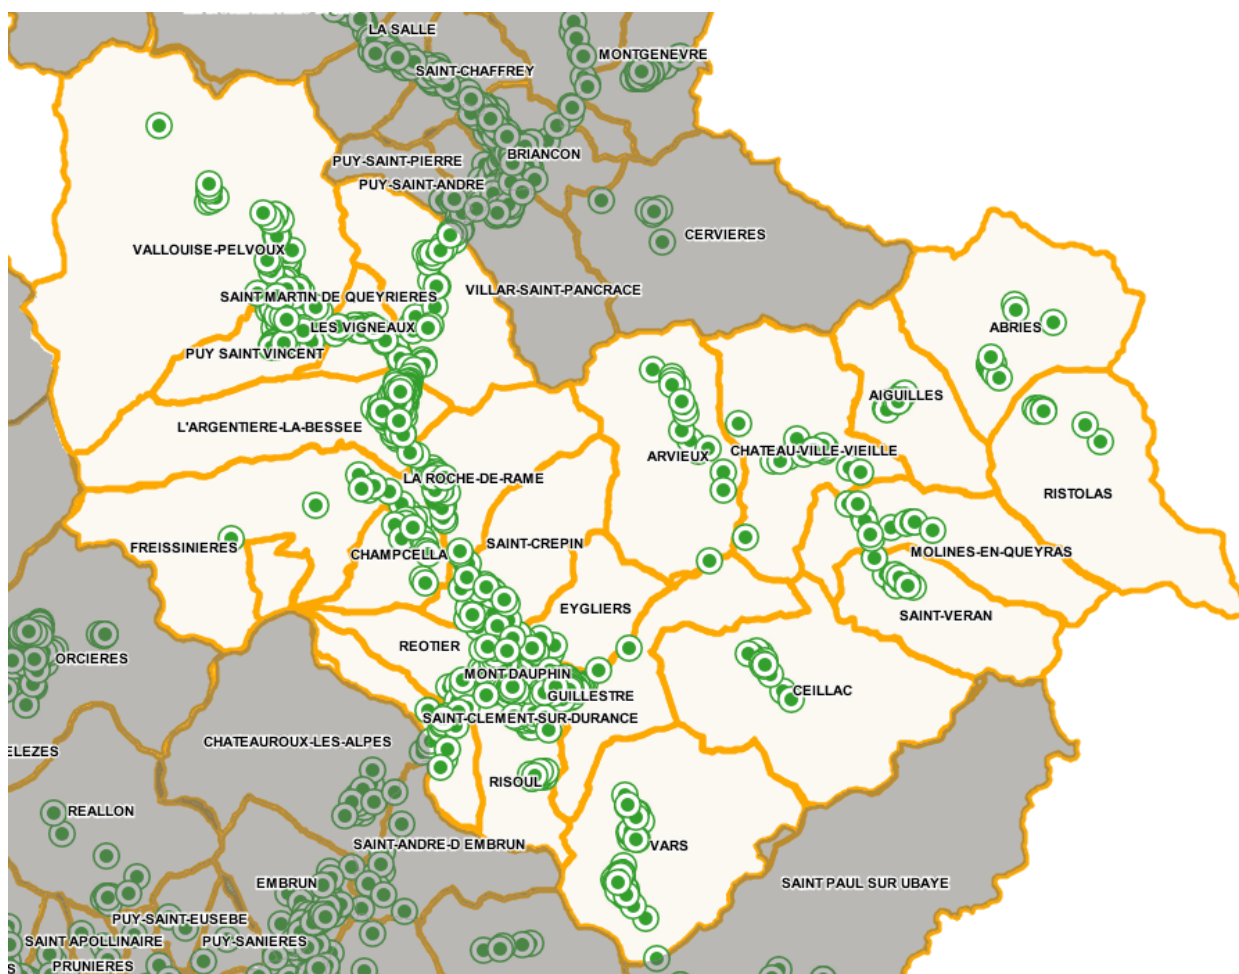 LA SALLE
MONTGENEVRE
SAINT-CHAFFREY
BRIANCON
PUY-SAINT-PIERRE
PUY-SAINT-ANDRE
CERVIERES
VALLOUISE-PELVOUX
VILLAR-SAINT-PANCRACE
SAINT MARTIN DE QUEYRIERES
LES VIGNEAUX
ABRIES
PUY SAINT VINCENT
AIGUILLES
L'ARGENTIERE-LA-BESSEE
CHATEAU-VILLE-VIEILLE
ARVIEUX
LA ROCHE-DE-RAME
RISTOLAS
FREISSINIERES
SAINT-CREPIN
CHAMPCELLA
MOLINES-EN-QUEYRAS
EYGLIERS
SAINT-VERAN
REOTIER
ORCIERES
MONT DAUPHIN
CEILLAC
GUILLESTRE
SAINT-CLEMENT-SUR-DURANCE
CHATEAUROUX-LES-ALPES
ELEZES
RISOUL
REALLON
SAINT-ANDRE-D EMBRUN
VARS
EMBRUN
SAINT PAUL SUR UBAYE
PUY-SAINT-EUSEBE
SAINT APOLLINAIRE
PUY-SANIERES
S
PRUNIERES